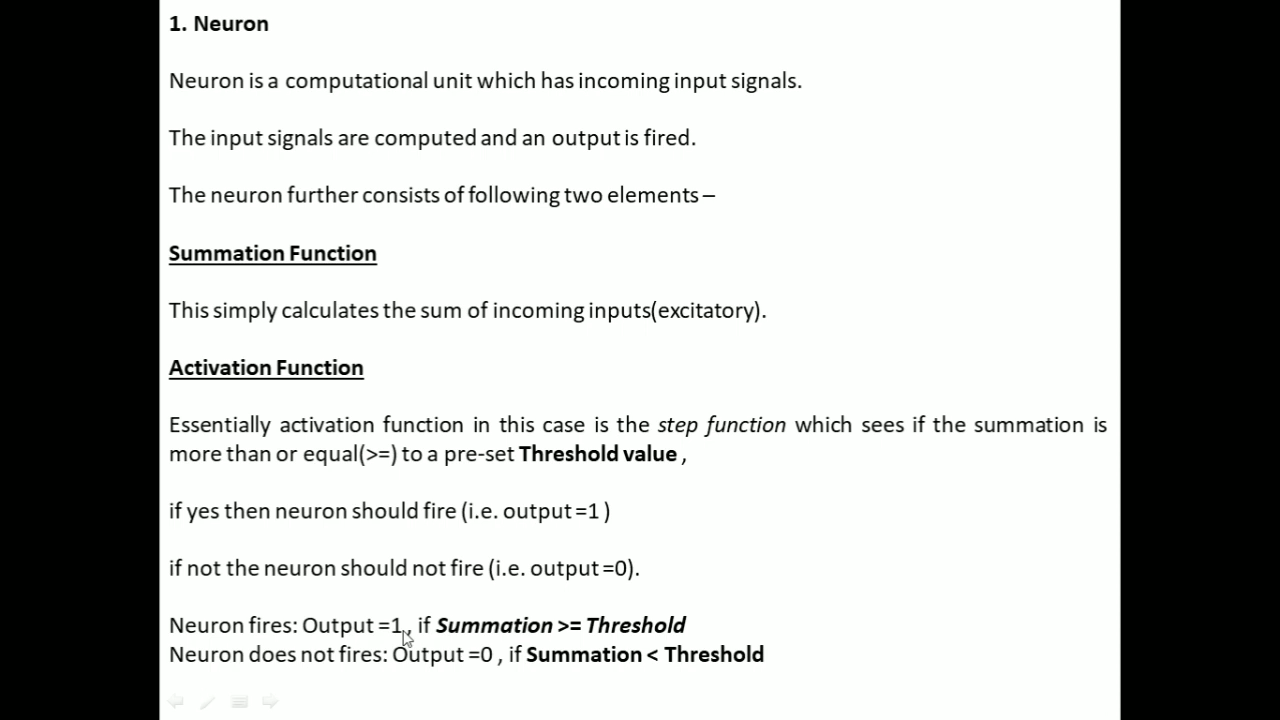 1. Neuron
Neuron is a computational unit which has incoming input signals.
The input signals are computed and an output is fired.
The neuron further consists of following two elements –
Summation Function
This simply calculates the sum of incoming inputs(excitatory).
Activation Function
Essentially activation function in this case is the step function which sees if the summation is
more than or equal(>=) to a pre-set Threshold value ,
if yes then neuron should fire (i.e. output =1 )
if not the neuron should not fire (i.e. output =0).
Neuron fires: Output =1 , if Summation >= Threshold
Neuron does not fires: Output =0 , if Summation < Threshold